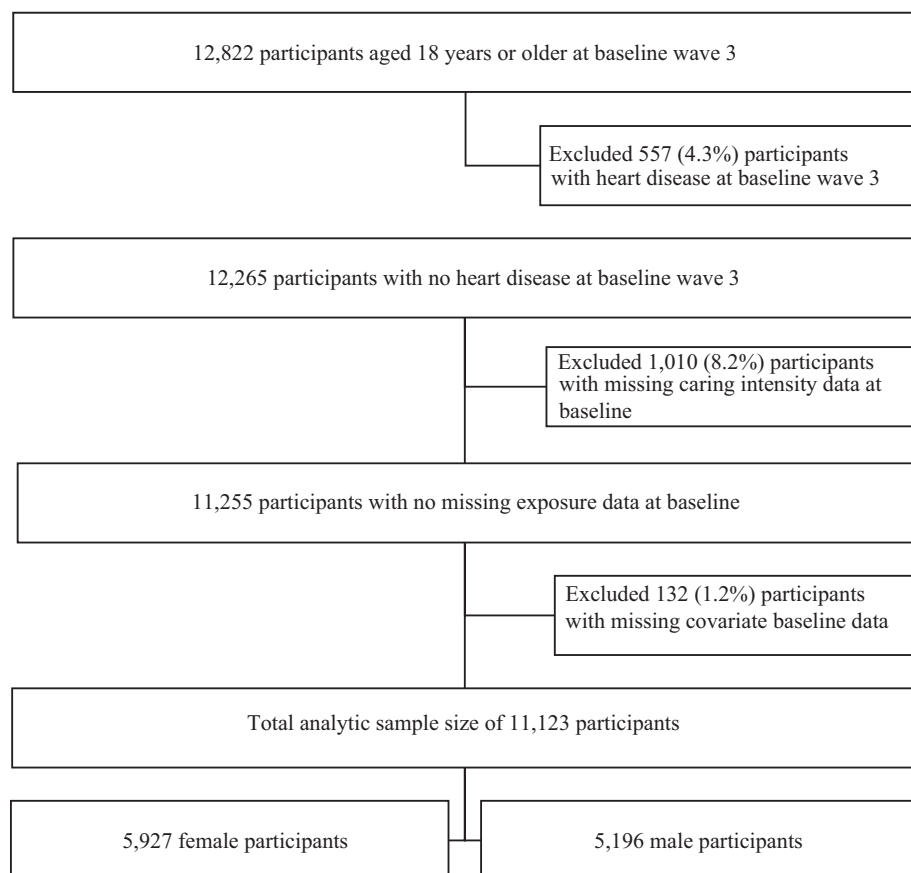 12,822 participants aged 18 years or older at baseline wave 3
Excluded 557 (4.3%) participants
with heart disease at baseline wave 3
12,265 participants with no heart disease at baseline wave 3
Excluded 1,010 (8.2%) participants
with missing caring intensity data at
baseline
11,255 participants with no missing exposure data at baseline
Excluded 132 (1.2%) participants
with missing covariate baseline data
Total analytic sample size of 11,123 participants
5,927 female participants
5,196 male participants